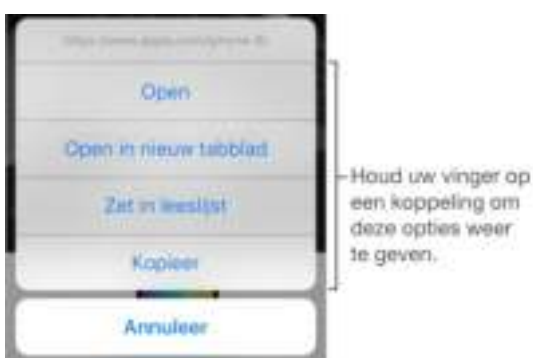 Open
Open in nieuw tabblad
Zet in leeslijst
Kopieer
Annuleer
Houd uw vinger op
een koppeling om
deze opties weer
te geven.